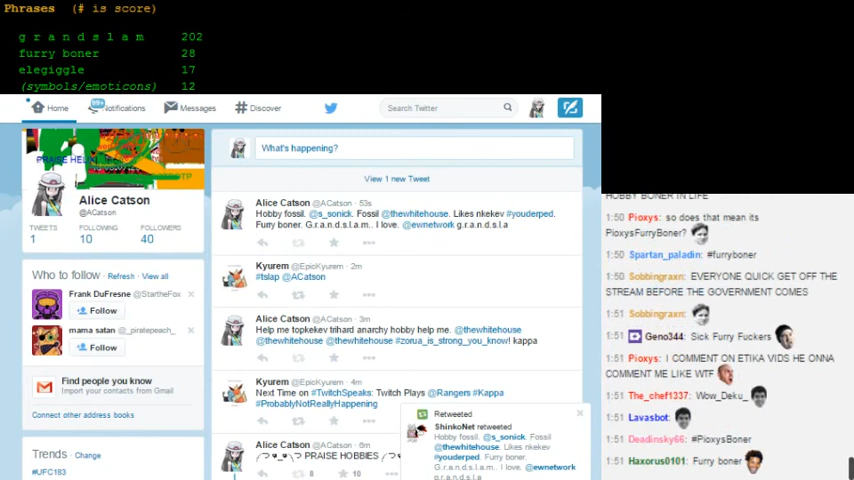 Phrases (# is score)
g r a n d s l a m 202
furry boner 28
elegiggle 17
(symbols/emoticons) 12
Home
99+
Notifications
Messages
# Discover
Search Twitter
PRAISE HELIX
Alice Catson
@ACatson
TWEETS FOLLOWING FOLLOWERS
1 10 40
Who to follow · Refresh · View all
Frank DuFresne @StartheFox
Follow
mama satan @_piratepeach_
Follow
Find people you know
Import your contacts from Gmail
Connect other address books
Trends · Change
#UFC183
What's happening?
View 1 new Tweet
Alice Catson @ACatson · 53s
Hobby fossil. @s_sonick. Fossil @thewhitehouse. Likes nkekev #youderped.
Furry boner. G.r.a.n.d.s.l.a.m.. I love. @ewnetwork g.r.a.n.d.s.l.a
Kyurem @EpicKyurem · 2m
#tslap @ACatson
Alice Catson @ACatson · 3m
Help me topkekev trihard anarchy hobby help me. @thewhitehouse
@thewhitehouse @thewhitehouse #zorua_is_strong_you_know! kappa
Kyurem @EpicKyurem · 4m
Next Time on #TwitchSpeaks: Twitch Plays @Rangers #Kappa
#ProbablyNotReallyHappening
Alice Catson @ACatson · 6m
PRAISE HOBBIES
8 10
Retweeted
ShinkoNet retweeted
Hobby fossil. @s_sonick. Fossil
@thewhitehouse. Likes nkekev
#youderped. Furry boner.
G.r.a.n.d.s.l.a.m.. I love. @ewnetwork
g.r.a.n.d.s.l.a
HOBBY BONER IN LIFE
1:50 Pioxys: so does that mean its
PioxysFurryBoner?
1:50 Spartan_paladin: #furryboner
1:50 Sobbingraxn: EVERYONE QUICK GET OFF THE
STREAM BEFORE THE GOVERNMENT COMES
1:51 Sobbingraxn:
1:51 Geno344: Sick Furry Fuckers
1:51 Pioxys: I COMMENT ON ETIKA VIDS HE ONNA
COMMENT ME LIKE WTF
1:51 The_chef1337: Wow_Deku_
1:51 Lavasbot:
1:51 Deadinsky66: #PioxysBoner
1:51 Haxorus0101: Furry boner